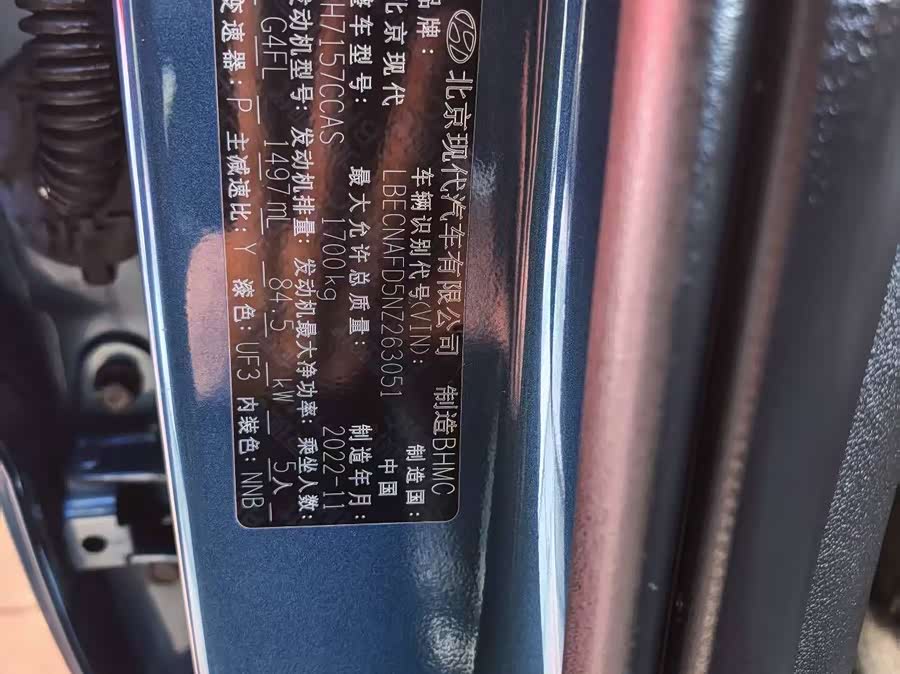 北京现代汽车有限公司 制造BHMC
品牌: 车辆识别代号(VIN): 制造国:
北京现代 LBECNAFD5NZ263051 中国
整车型号: 最大允许总质量: 制造年月:
H7157CCAS 1700kg 2022-11
发动机型号: 发动机排量: 发动机最大净功率: 乘坐人数:
G4FL 1497mL 84.5 kW 5人
变速器: P 主减速比: Y 漆色: UF3 内装色: NNB